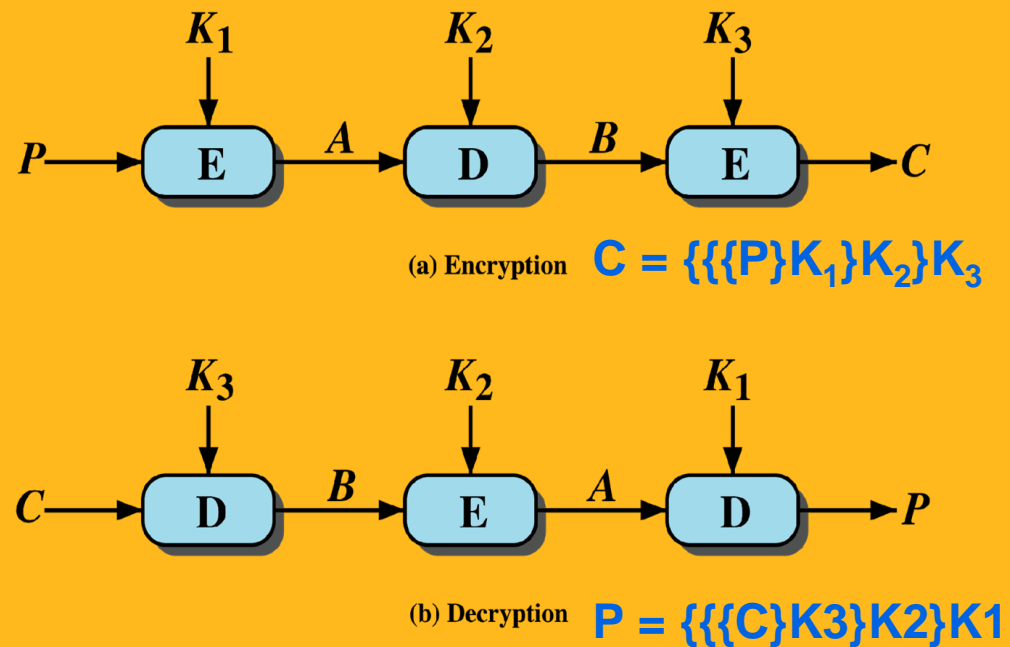 K₁ K₂ K₃
P E A D B E C
(a) Encryption C = {{{P}K₁}K₂}K₃
K₃ K₂ K₁
C D B E A D P
(b) Decryption P = {{{C}K3}K2}K1